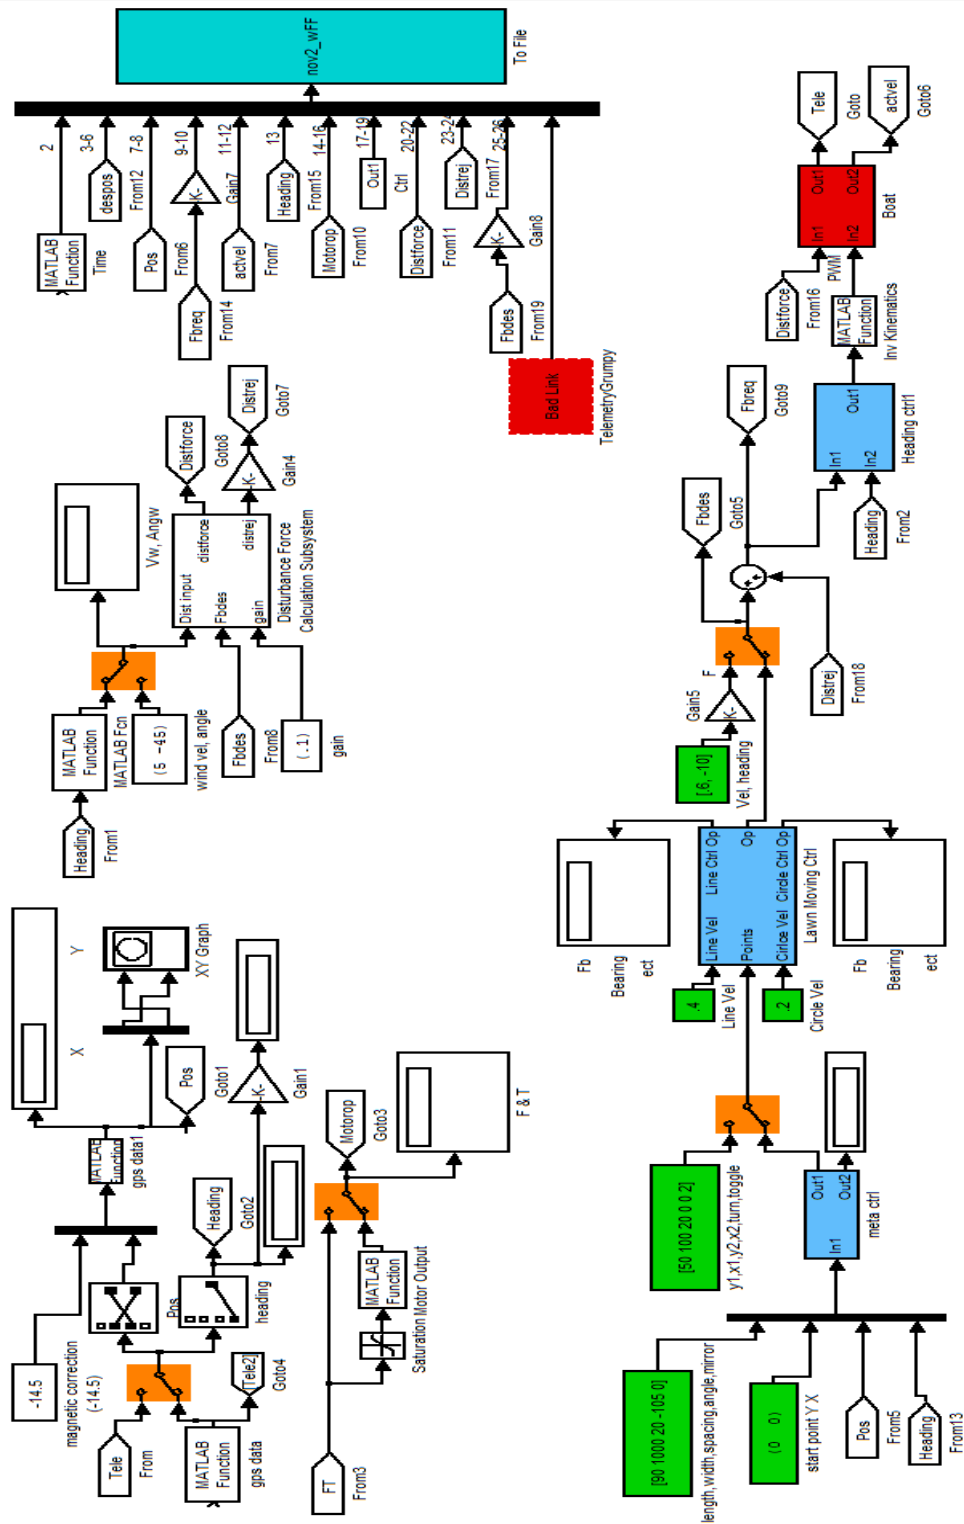 -14.5
magnetic correction
(-14.5)
Tele
From
MATLAB
Function
gps data
[Tele2]
Goto4
Pos
heading
Heading
Goto2
gps data1
X
Y
XY Graph
Pos
Goto1
-K-
Gain1
FT
From3
Saturation
MATLAB
Function
Motor Output
Motorop
Goto3
F & T
Heading
From1
MATLAB
Function
MATLAB Fcn
(5 -45)
wind vel, angle
Vw, Angw
Fbdes
From8
(.1)
gain
Dist input
Fbdes
gain
distforce
distrej
Disturbance Force
Calculation Subsystem
Distforce
Goto8
-K-
Gain4
Distrej
Goto7
MATLAB
Function
Time
2
despos
From12
3-6
Pos
From6
7-8
Fbreq
From14
-K-
Gain7
9-10
actvel
From7
11-12
Heading
From15
13
Motorop
From10
14-16
Out1
Ctrl
17-19
Distforce
From11
20-22
Distrej
From17
23-24
Fbdes
From19
-K-
Gain8
25-26
Bad Link
TelemetryGrumpy
nov2_wFF
To File
[90 1000 20 -105 0]
length,width,spacing,angle,mirror
(0 0)
start point Y X
Pos
From5
Heading
From13
[50 100 20 0 0 2]
y1,x1,y2,x2,turn,toggle
In1
Out1
Out2
meta ctrl
.4
Line Vel
.2
Circle Vel
Line Vel
Points
Cirlce Vel
Line Ctrl Op
Op
Circle Ctrl Op
Lawn Moving Ctrl
Fb
Bearing
ect
Fb
Bearing
ect
[.6, -10]
Vel, heading
-K-
Gain5
F
Fbdes
Goto5
Distrej
From18
Fbreq
Goto9
Heading
From2
In1
In2
Out1
Heading ctrl1
MATLAB
Function
Inv Kinematics
PWM
Distforce
From16
In1
In2
Out1
Out2
Boat
Tele
Goto
actvel
Goto6